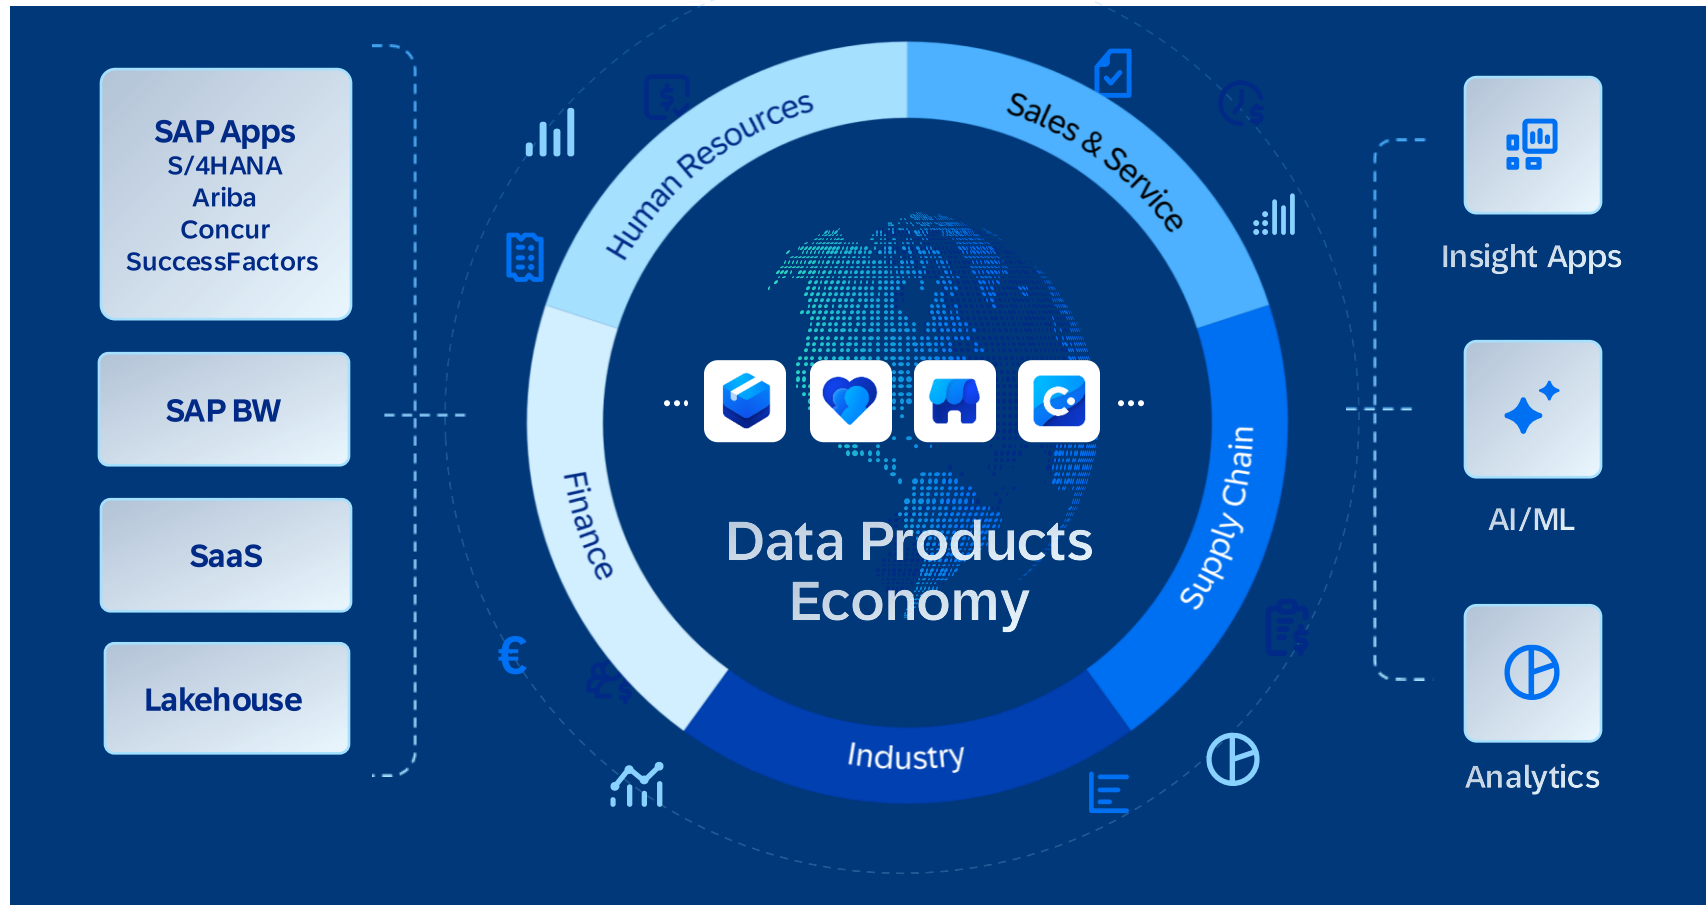 SAP Apps
S/4HANA
Ariba
Concur
SuccessFactors
SAP BW
SaaS
Lakehouse
Human Resources
Sales & Service
Finance
Supply Chain
Industry
Data Products
Economy
Insight Apps
AI/ML
Analytics